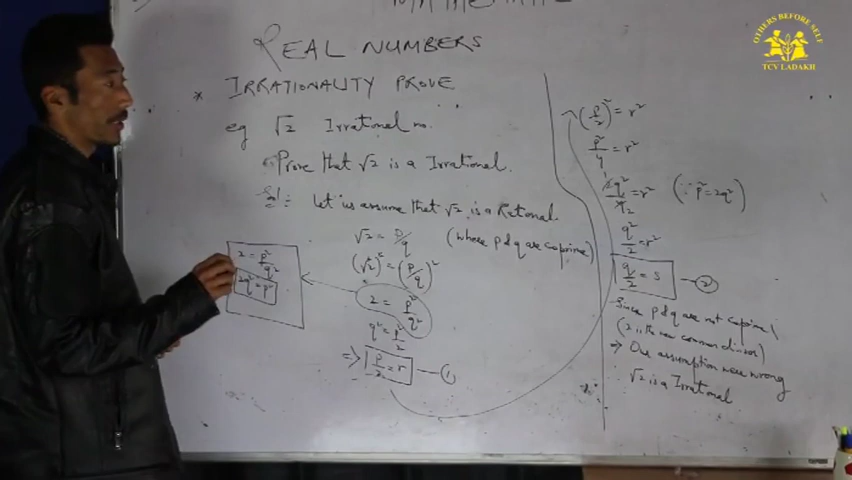 REAL NUMBERS
* IRRATIONALITY PROVE
eg √2 Irrational no.
Prove that √2 is a Irrational.
Sol: Let us assume that √2 is a Rational.
√2 = p/q (where p & q are coprime)
(√2)² = (p/q)²
2 = p²/q²
q² = p²/2
=> p/2 = r — ①
2 = p²/q²
2q² = p²
(p/2)² = r²
p²/4 = r²
2q²/4 2 = r² (∵ p² = 2q²)
q²/2 = r²
q/2 = s — ②
Since p & q are not coprime
(2 is the new common divisor)
→ Our assumption were wrong
√2 is a Irrational
OTHERS BEFORE SELF
TCV LADAKH